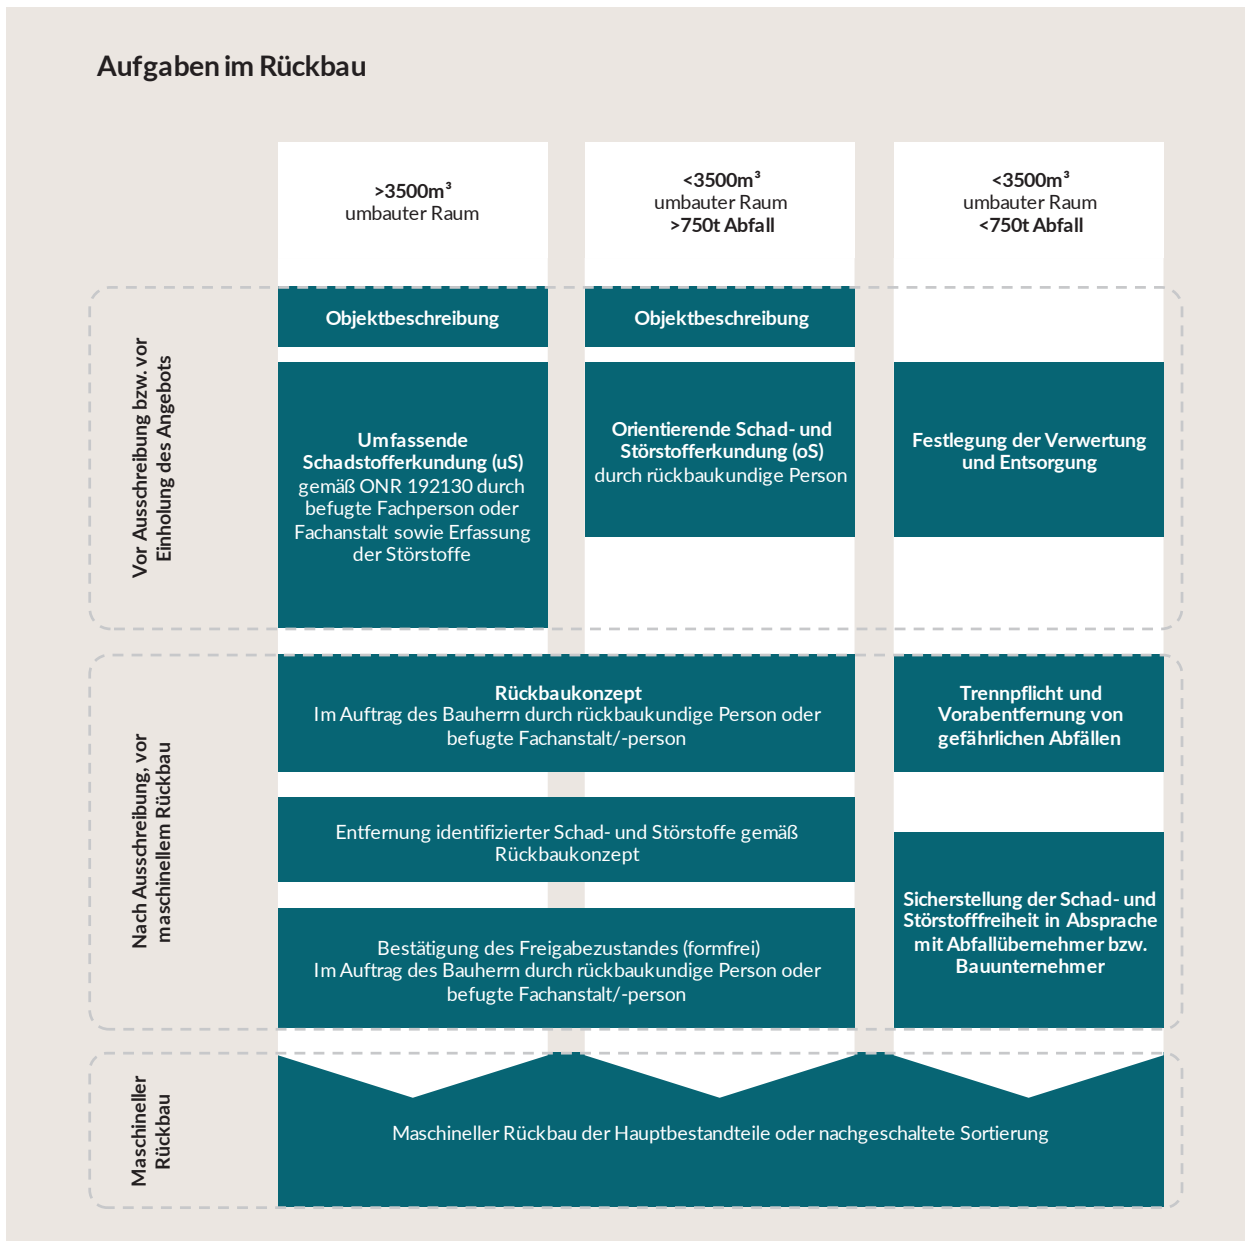 Aufgaben im Rückbau
>3500m³
umbauter Raum
<3500m³
umbauter Raum
>750t Abfall
<3500m³
umbauter Raum
<750t Abfall
Vor Ausschreibung bzw. vor
Einholung des Angebots
Objektbeschreibung
Objektbeschreibung
Umfassende
Schadstofferkundung (uS)
gemäß ONR 192130 durch
befugte Fachperson oder
Fachanstalt sowie Erfassung
der Störstoffe
Orientierende Schad- und
Störstofferkundung (oS)
durch rückbaukundige Person
Festlegung der Verwertung
und Entsorgung
Nach Ausschreibung, vor
maschinellem Rückbau
Rückbaukonzept
Im Auftrag des Bauherrn durch rückbaukundige Person oder
befugte Fachanstalt/-person
Trennpflicht und
Vorabentfernung von
gefährlichen Abfällen
Entfernung identifizierter Schad- und Störstoffe gemäß
Rückbaukonzept
Bestätigung des Freigabezustandes (formfrei)
Im Auftrag des Bauherrn durch rückbaukundige Person oder
befugte Fachanstalt/-person
Sicherstellung der Schad- und
Störstofffreiheit in Absprache
mit Abfallübernehmer bzw.
Bauunternehmer
Maschineller
Rückbau
Maschineller Rückbau der Hauptbestandteile oder nachgeschaltete Sortierung